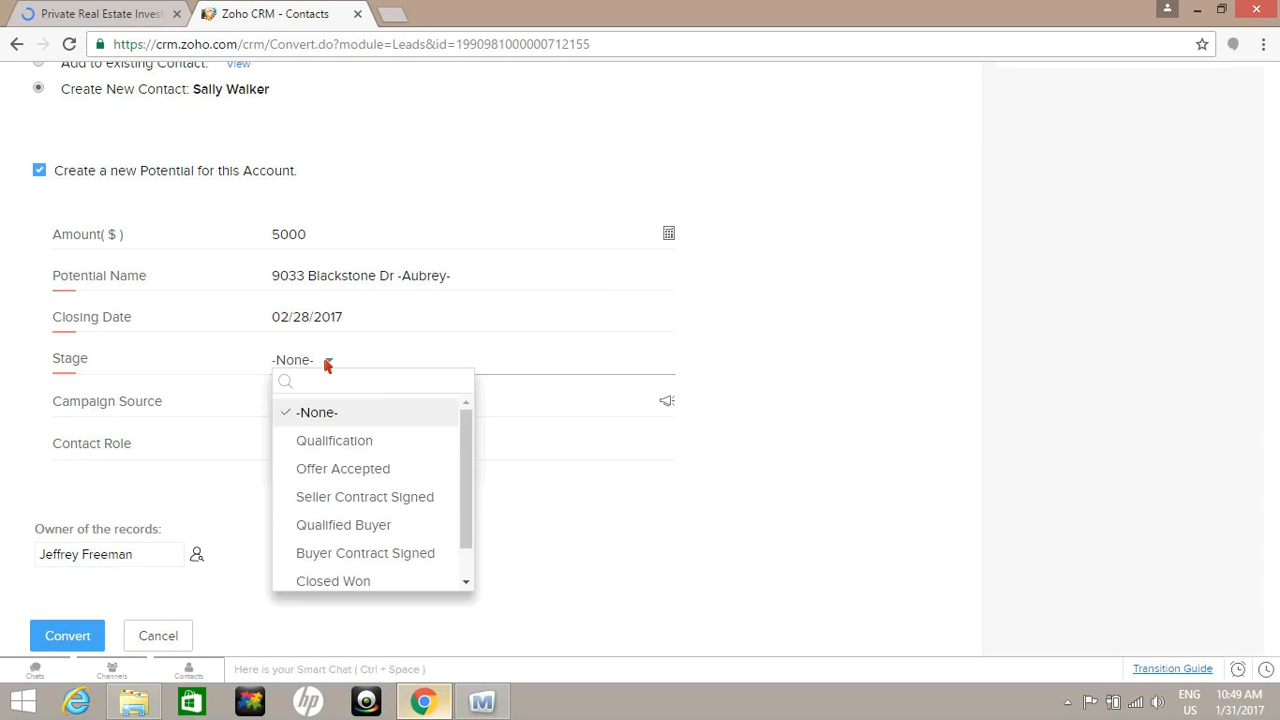 Private Real Estate Inves
Zoho CRM - Contacts
https://crm.zoho.com/crm/Convert.do?module=Leads&id=1990981000000712155
Add to existing Contact: View
Create New Contact: Sally Walker
Create a new Potential for this Account.
Amount( $ ) 5000
Potential Name 9033 Blackstone Dr -Aubrey-
Closing Date 02/28/2017
Stage -None-
-None-
Campaign Source
Qualification
Contact Role
Offer Accepted
Seller Contract Signed
Qualified Buyer
Owner of the records:
Jeffrey Freeman
Buyer Contract Signed
Closed Won
Convert Cancel
Chats Channels Contacts
Here is your Smart Chat ( Ctrl + Space )
Transition Guide
hp
ENG 10:49 AM
US 1/31/2017